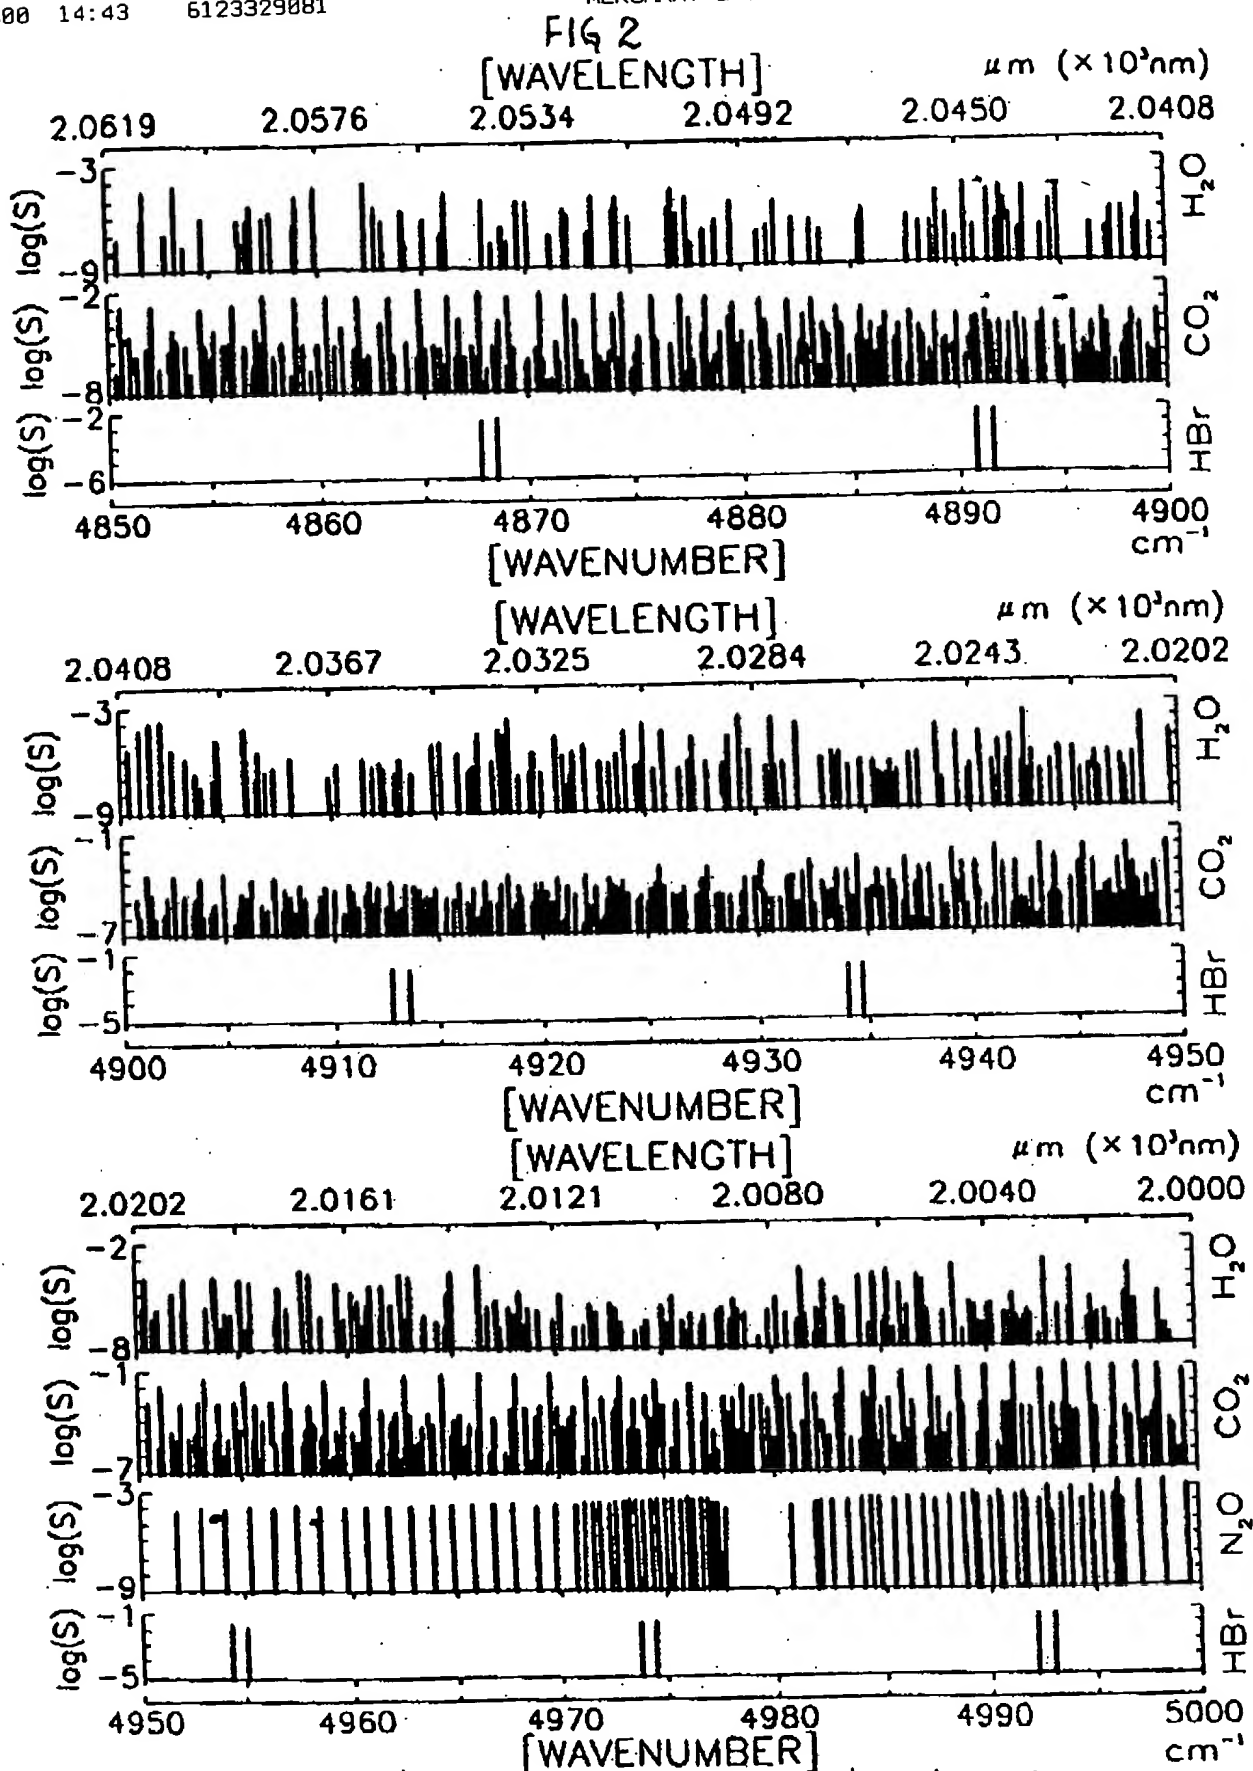 00 14:43 6123329081
FIG 2
[WAVELENGTH] μm (×10³nm)
2.0619 2.0576 2.0534 2.0492 2.0450 2.0408
-3
log(S) H₂O
-9
-2
log(S) CO₂
-8
-2
log(S) HBr
-6
4850 4860 4870 4880 4890 4900
cm⁻¹
[WAVENUMBER]
[WAVELENGTH] μm (×10³nm)
2.0408 2.0367 2.0325 2.0284 2.0243 2.0202
-3
log(S) H₂O
-9
-1
log(S) CO₂
-7
-1
log(S) HBr
-5
4900 4910 4920 4930 4940 4950
cm⁻¹
[WAVENUMBER]
[WAVELENGTH] μm (×10³nm)
2.0202 2.0161 2.0121 2.0080 2.0040 2.0000
-2
log(S) H₂O
-8
-1
log(S) CO₂
-7
-3
log(S) N₂O
-9
-1
log(S) HBr
-5
4950 4960 4970 4980 4990 5000
cm⁻¹
[WAVENUMBER]